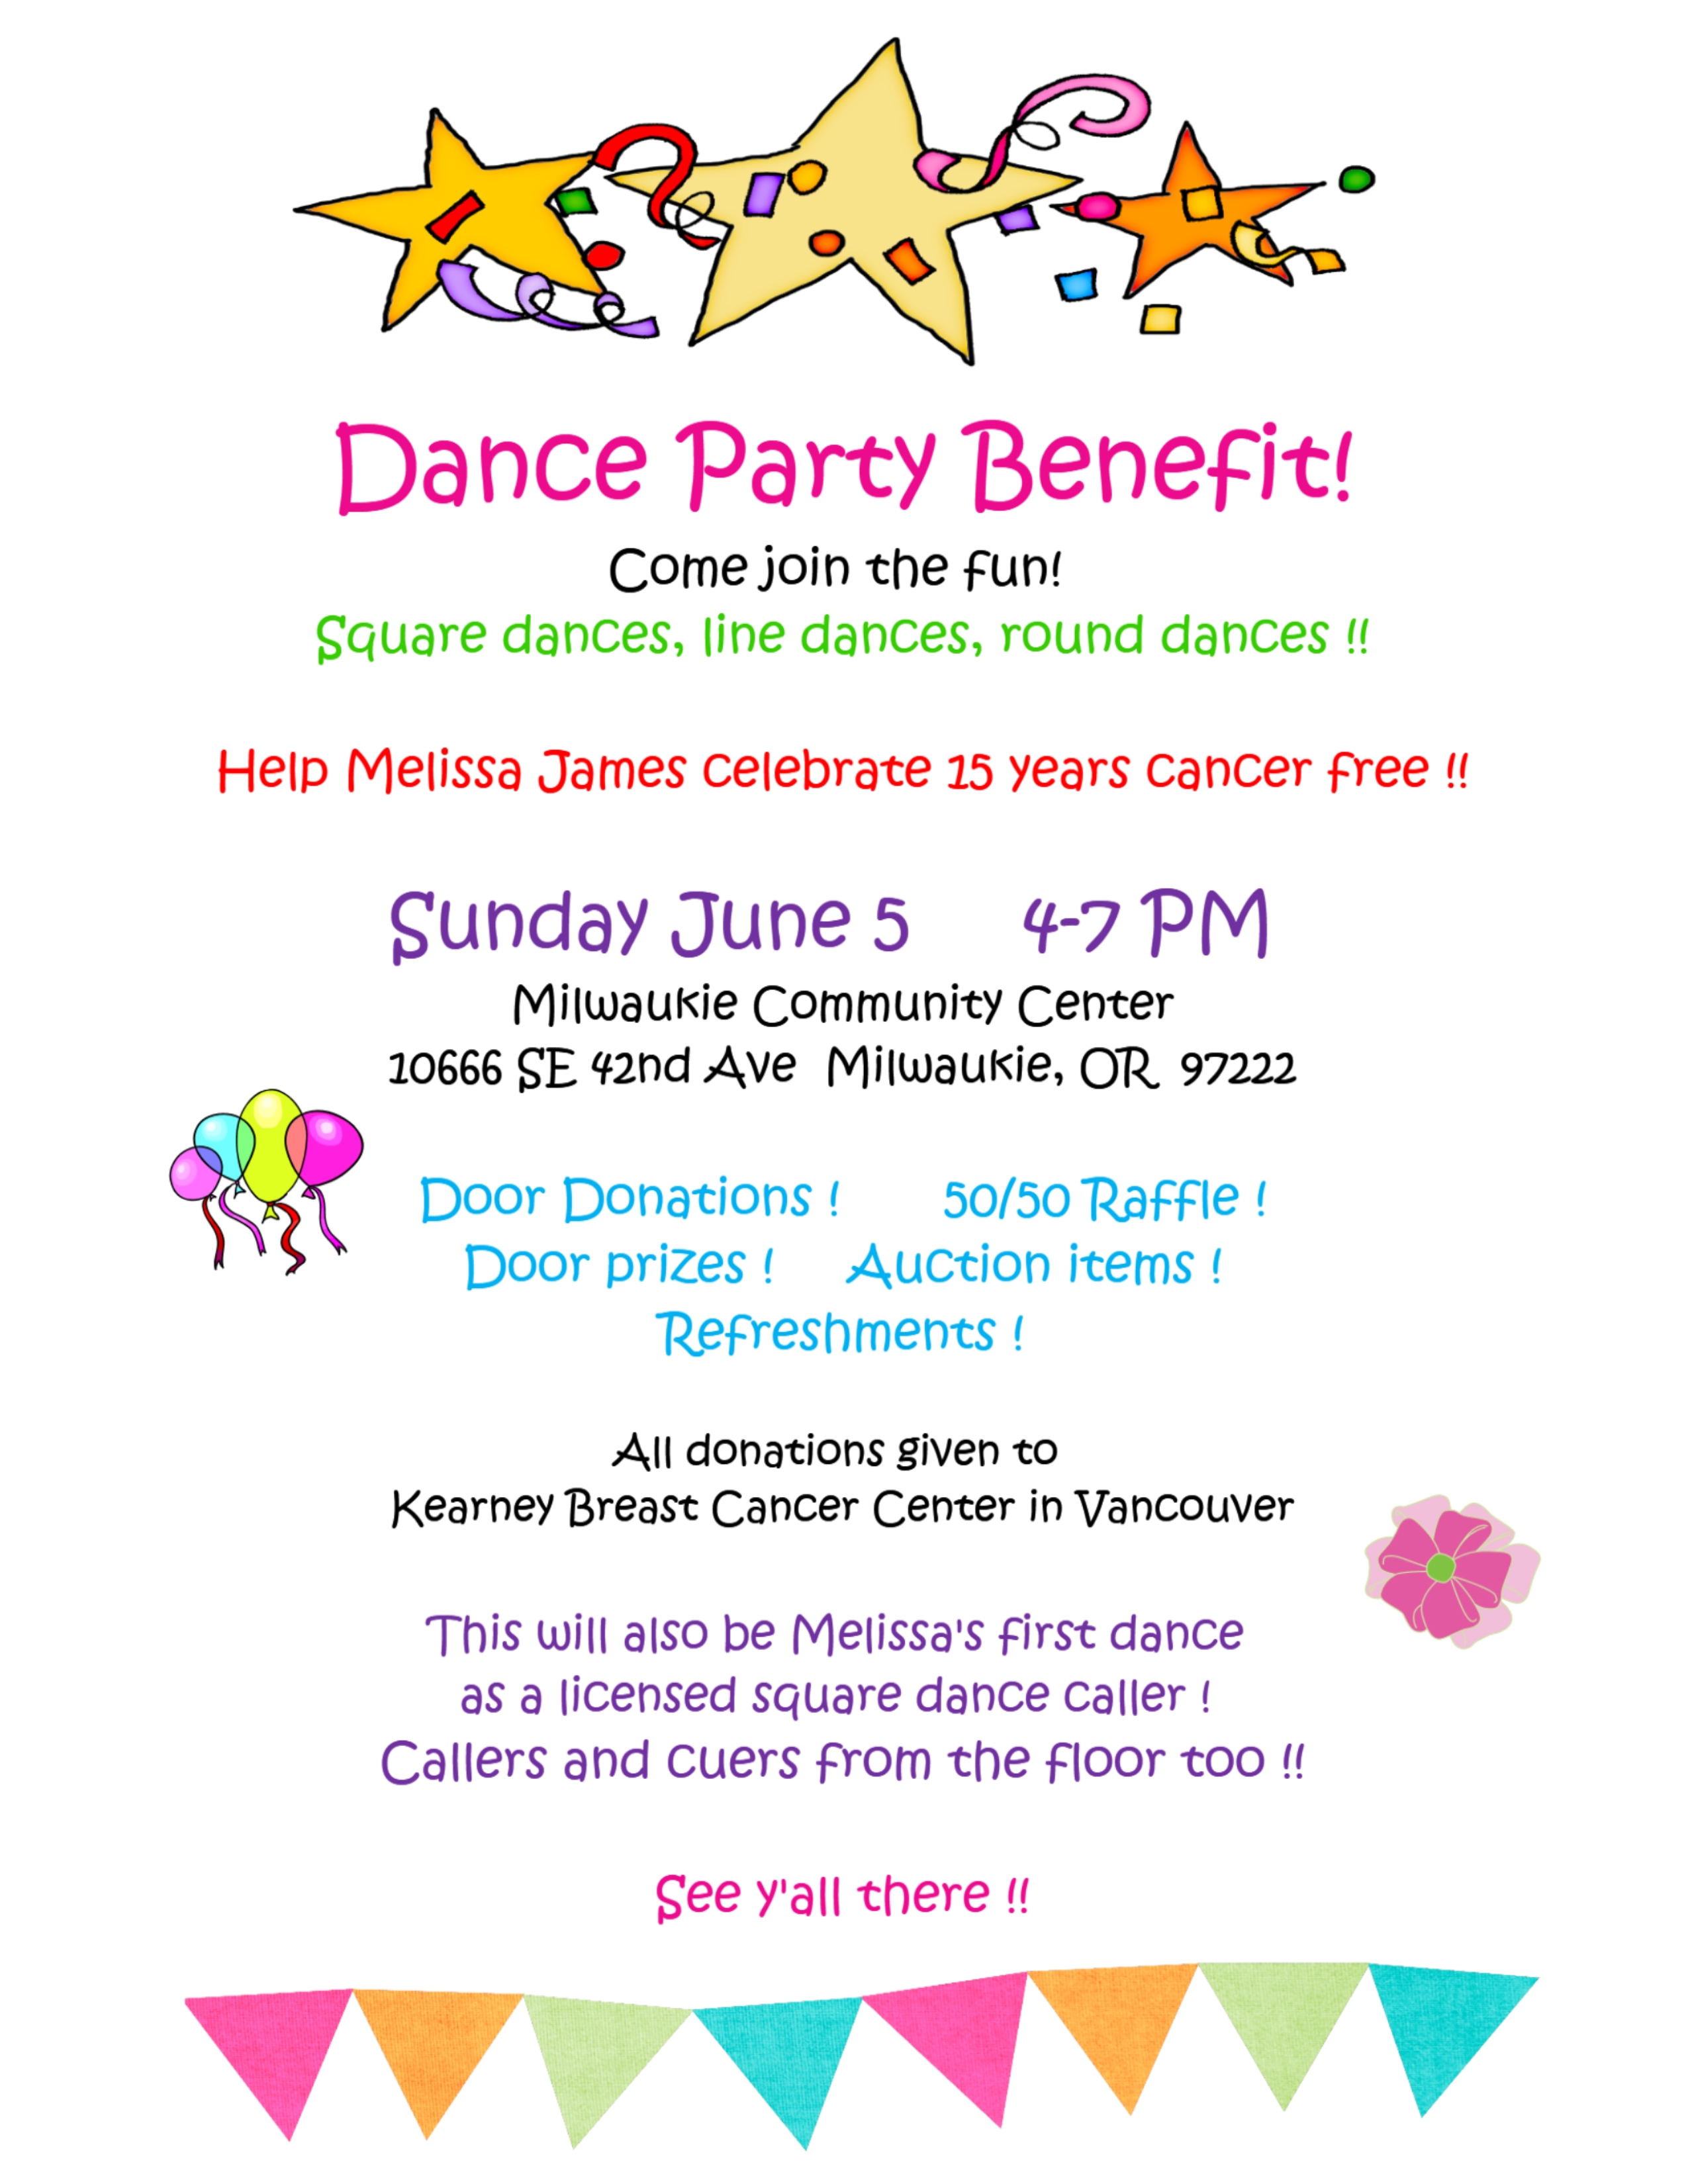 Dance Party Benefit!
Come join the fun!
Square dances, line dances, round dances !!
Help Melissa James celebrate 15 years cancer free !!
Sunday June 5 4-7 PM
Milwaukie Community Center
10666 SE 42nd Ave Milwaukie, OR 97222
Door Donations ! 50/50 Raffle !
Door prizes ! Auction items !
Refreshments !
All donations given to
Kearney Breast Cancer Center in Vancouver
This will also be Melissa's first dance
as a licensed square dance caller !
Callers and cuers from the floor too !!
See y'all there !!